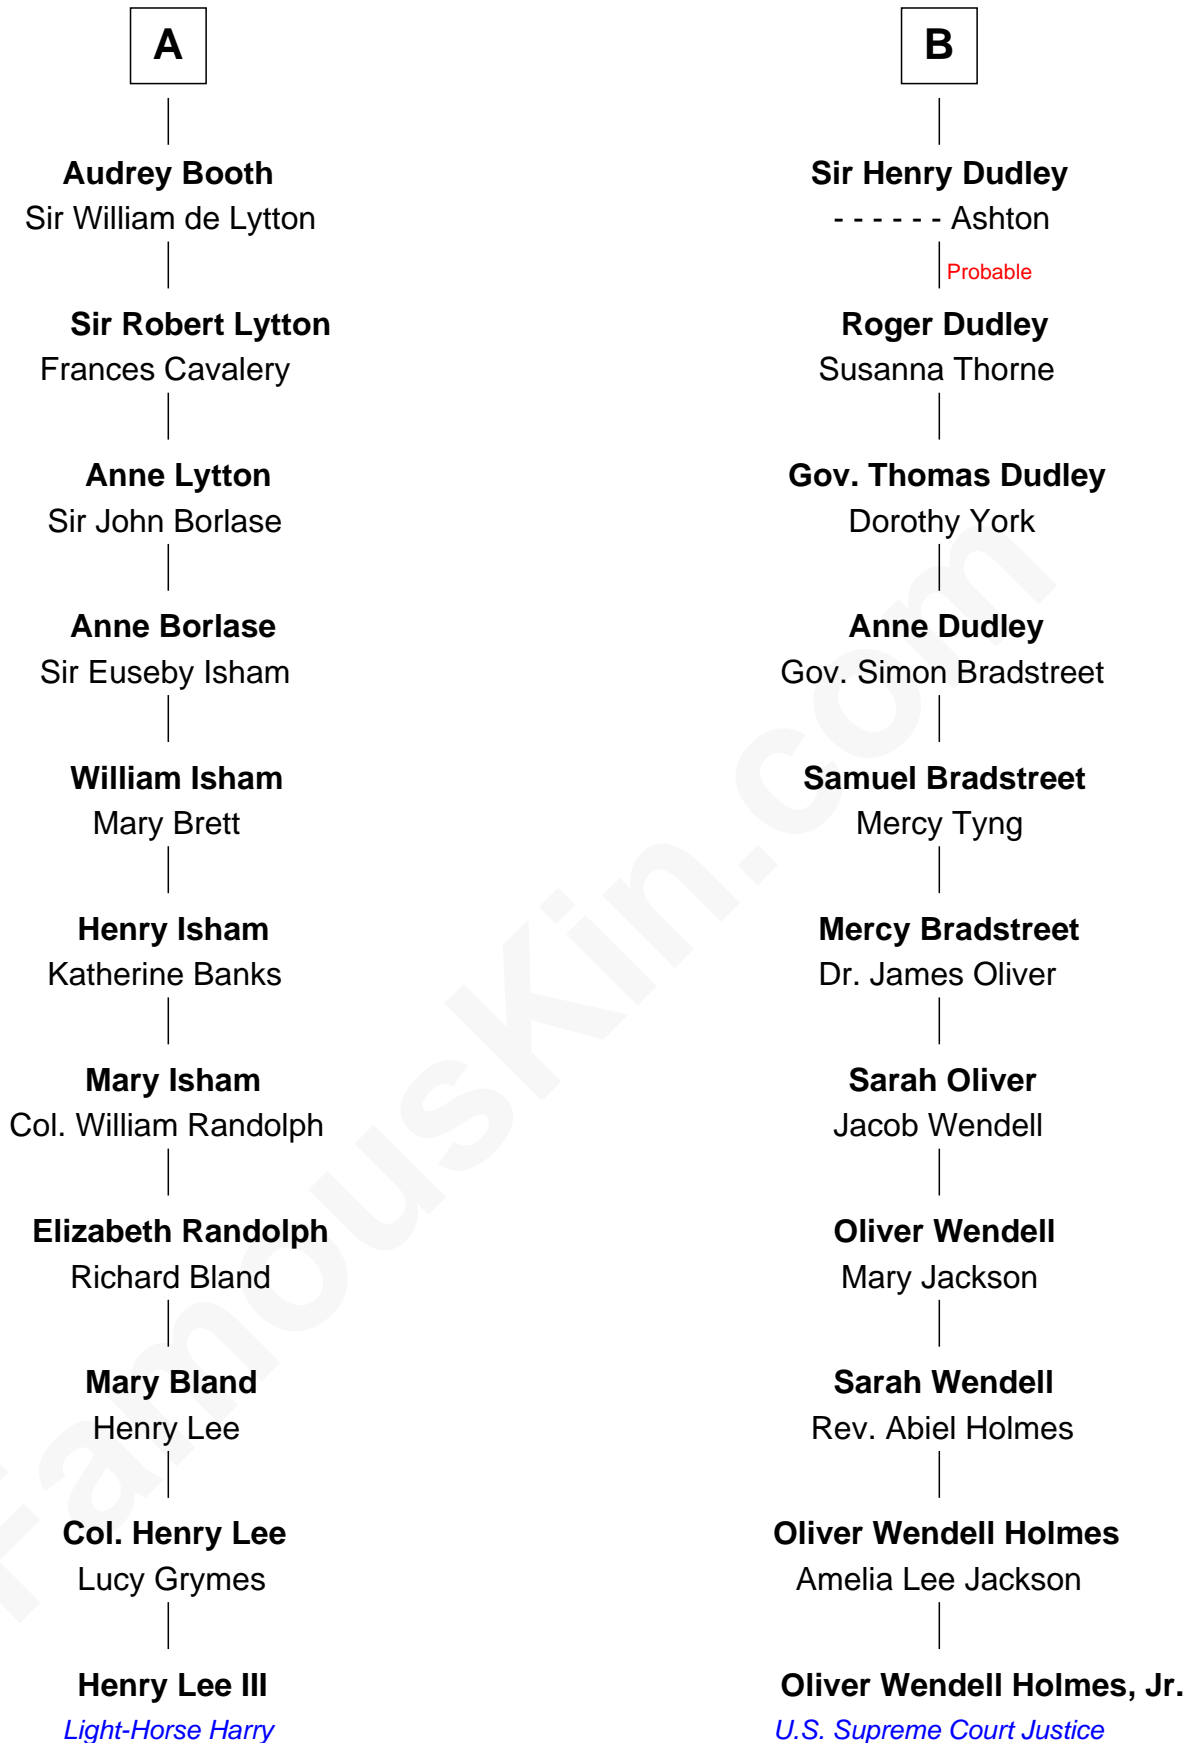 A
Audrey Booth
Sir William de Lytton
Sir Robert Lytton
Frances Cavalery
Anne Lytton
Sir John Borlase
Anne Borlase
Sir Euseby Isham
William Isham
Mary Brett
Henry Isham
Katherine Banks
Mary Isham
Col. William Randolph
Elizabeth Randolph
Richard Bland
Mary Bland
Henry Lee
Col. Henry Lee
Lucy Grymes
Henry Lee III
Light-Horse Harry
B
Sir Henry Dudley
- - - - - - Ashton
Probable
Roger Dudley
Susanna Thorne
Gov. Thomas Dudley
Dorothy York
Anne Dudley
Gov. Simon Bradstreet
Samuel Bradstreet
Mercy Tyng
Mercy Bradstreet
Dr. James Oliver
Sarah Oliver
Jacob Wendell
Oliver Wendell
Mary Jackson
Sarah Wendell
Rev. Abiel Holmes
Oliver Wendell Holmes
Amelia Lee Jackson
Oliver Wendell Holmes, Jr.
U.S. Supreme Court Justice
FamousKin.com